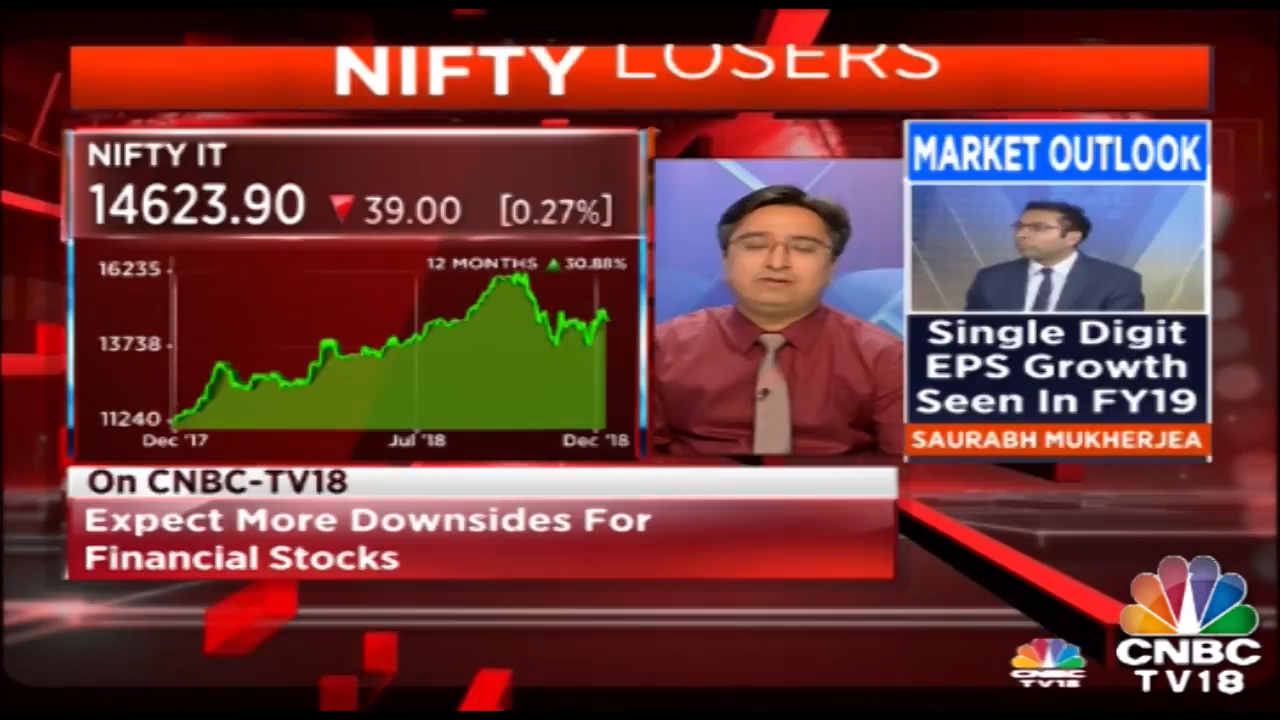 NIFTY LOSERS
NIFTY IT
14623.90 ▼ 39.00 [0.27%]
12 MONTHS ▲ 30.88%
16235
13738
11240
Dec '17 Jul '18 Dec '18
MARKET OUTLOOK
Single Digit
EPS Growth
Seen In FY19
SAURABH MUKHERJEA
On CNBC-TV18
Expect More Downsides For
Financial Stocks
CNBC
TV18
CNBC
TV18